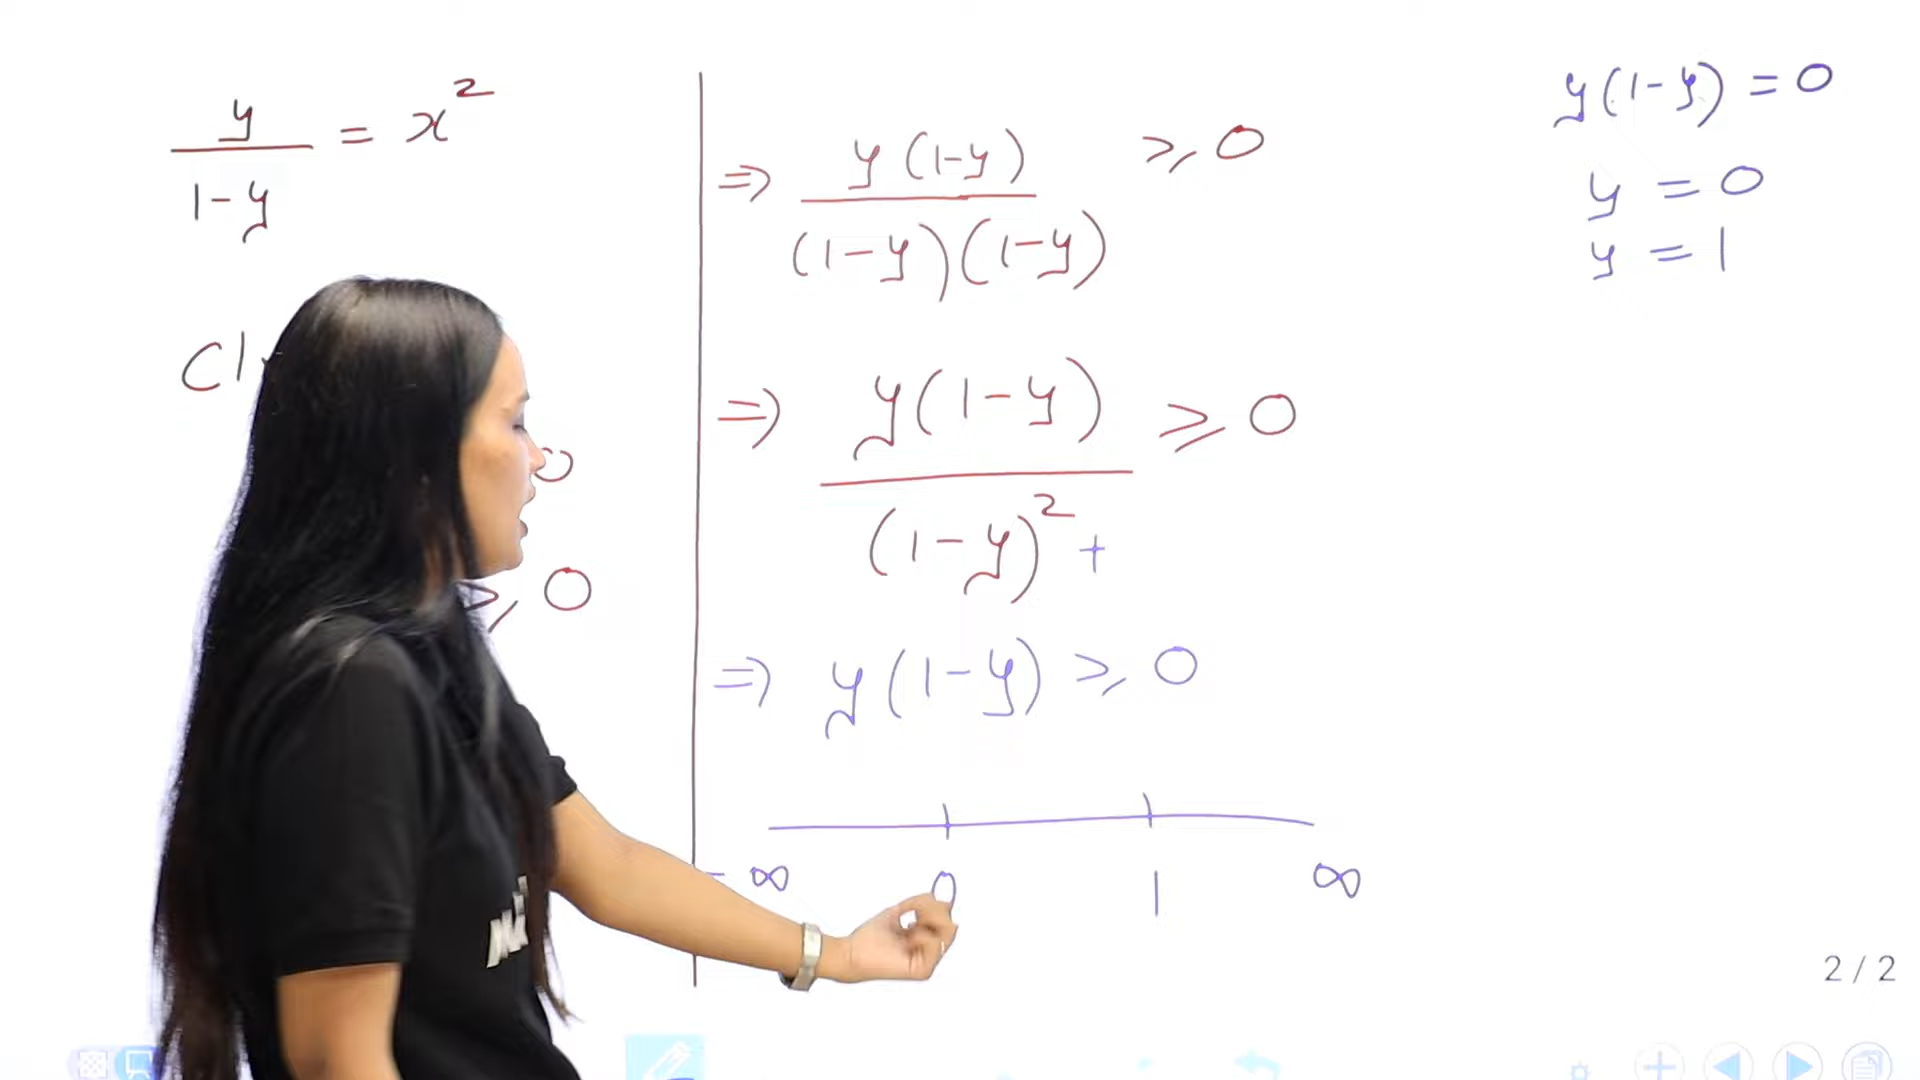 y/(1-y) = x²
0
≥ 0
⇒ y(1-y)/((1-y)(1-y)) ≥ 0
⇒ y(1-y)/(1-y)² ≥ 0
+
⇒ y(1-y) ≥ 0
-∞ 0 1 ∞
y(1-y) = 0
y = 0
y = 1
2/2